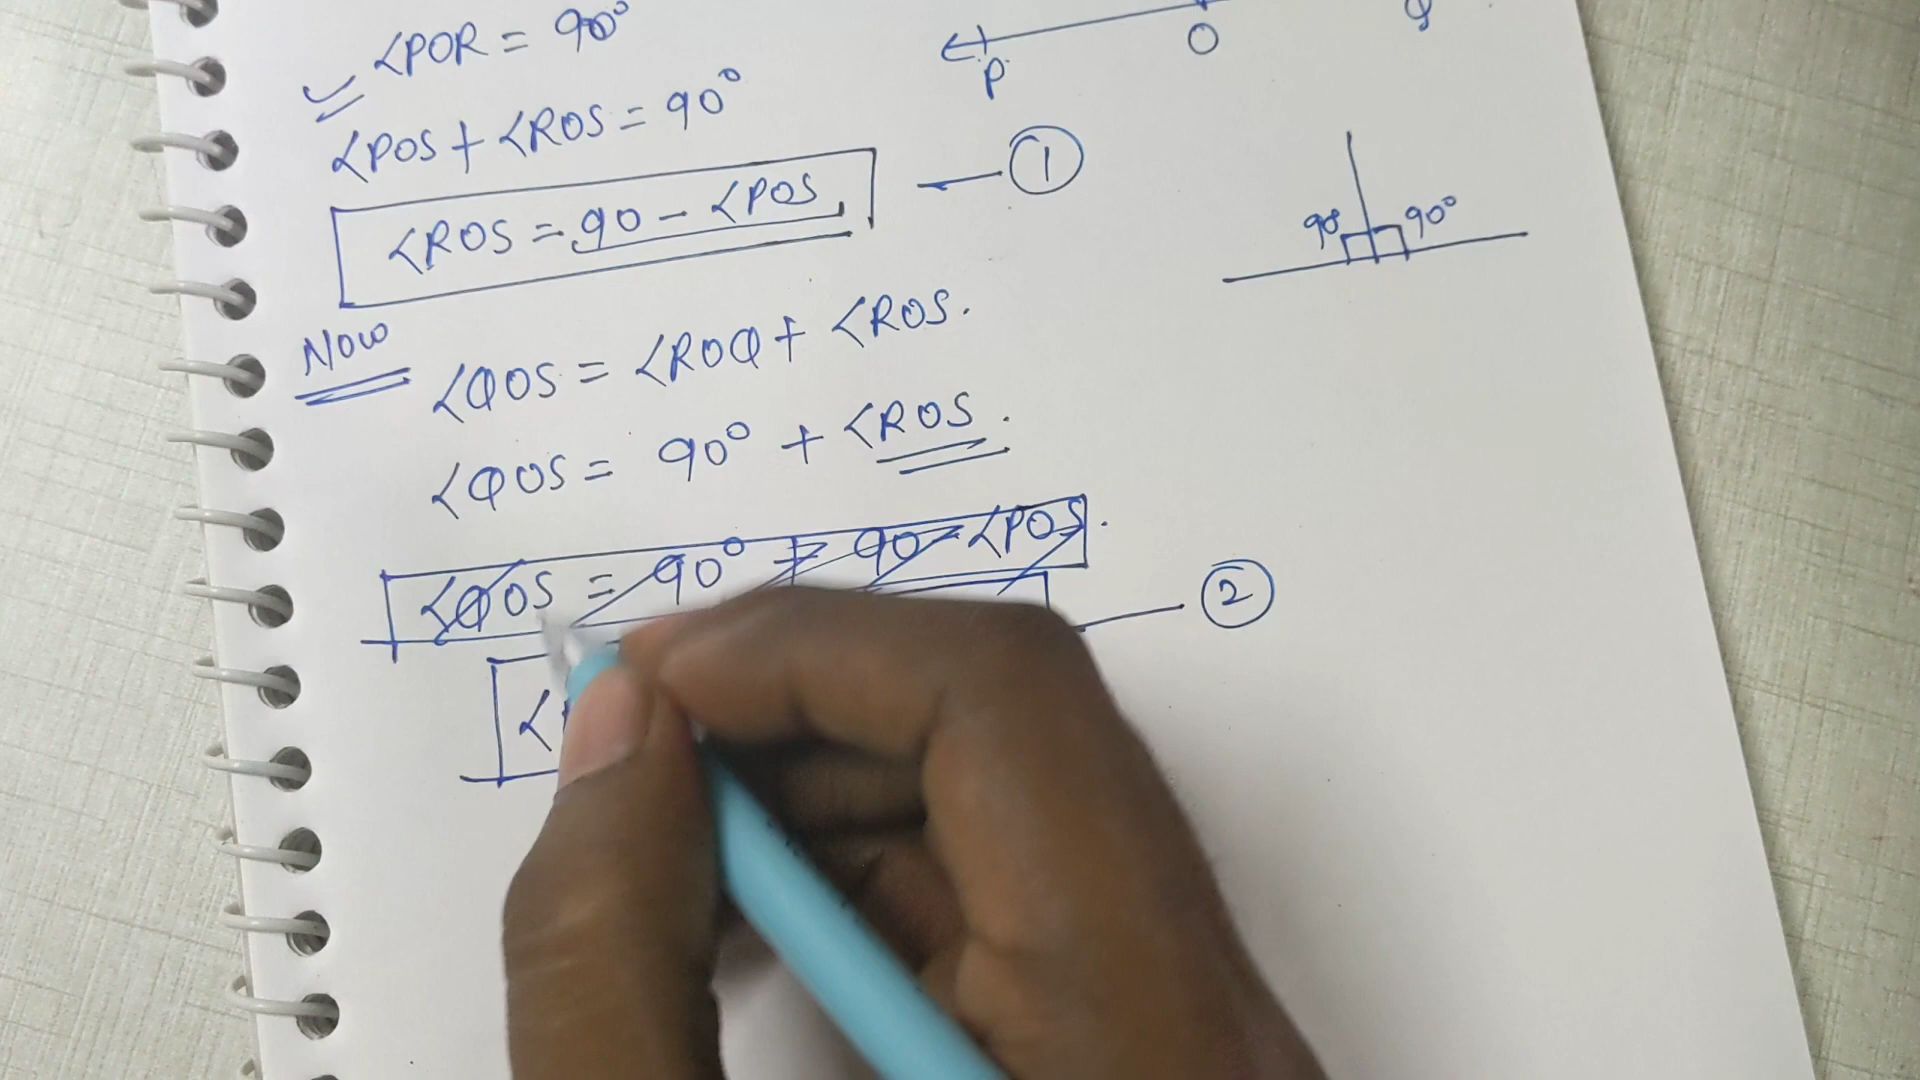 ∠POR = 90°
P
O
Q
∠POS + ∠ROS = 90°
∠ROS = 90 - ∠POS
1
90° 90°
Now
∠QOS = ∠ROQ + ∠ROS.
∠QOS = 90° + ∠ROS.
∠QOS = 90° + 90 - ∠POS.
2
∠